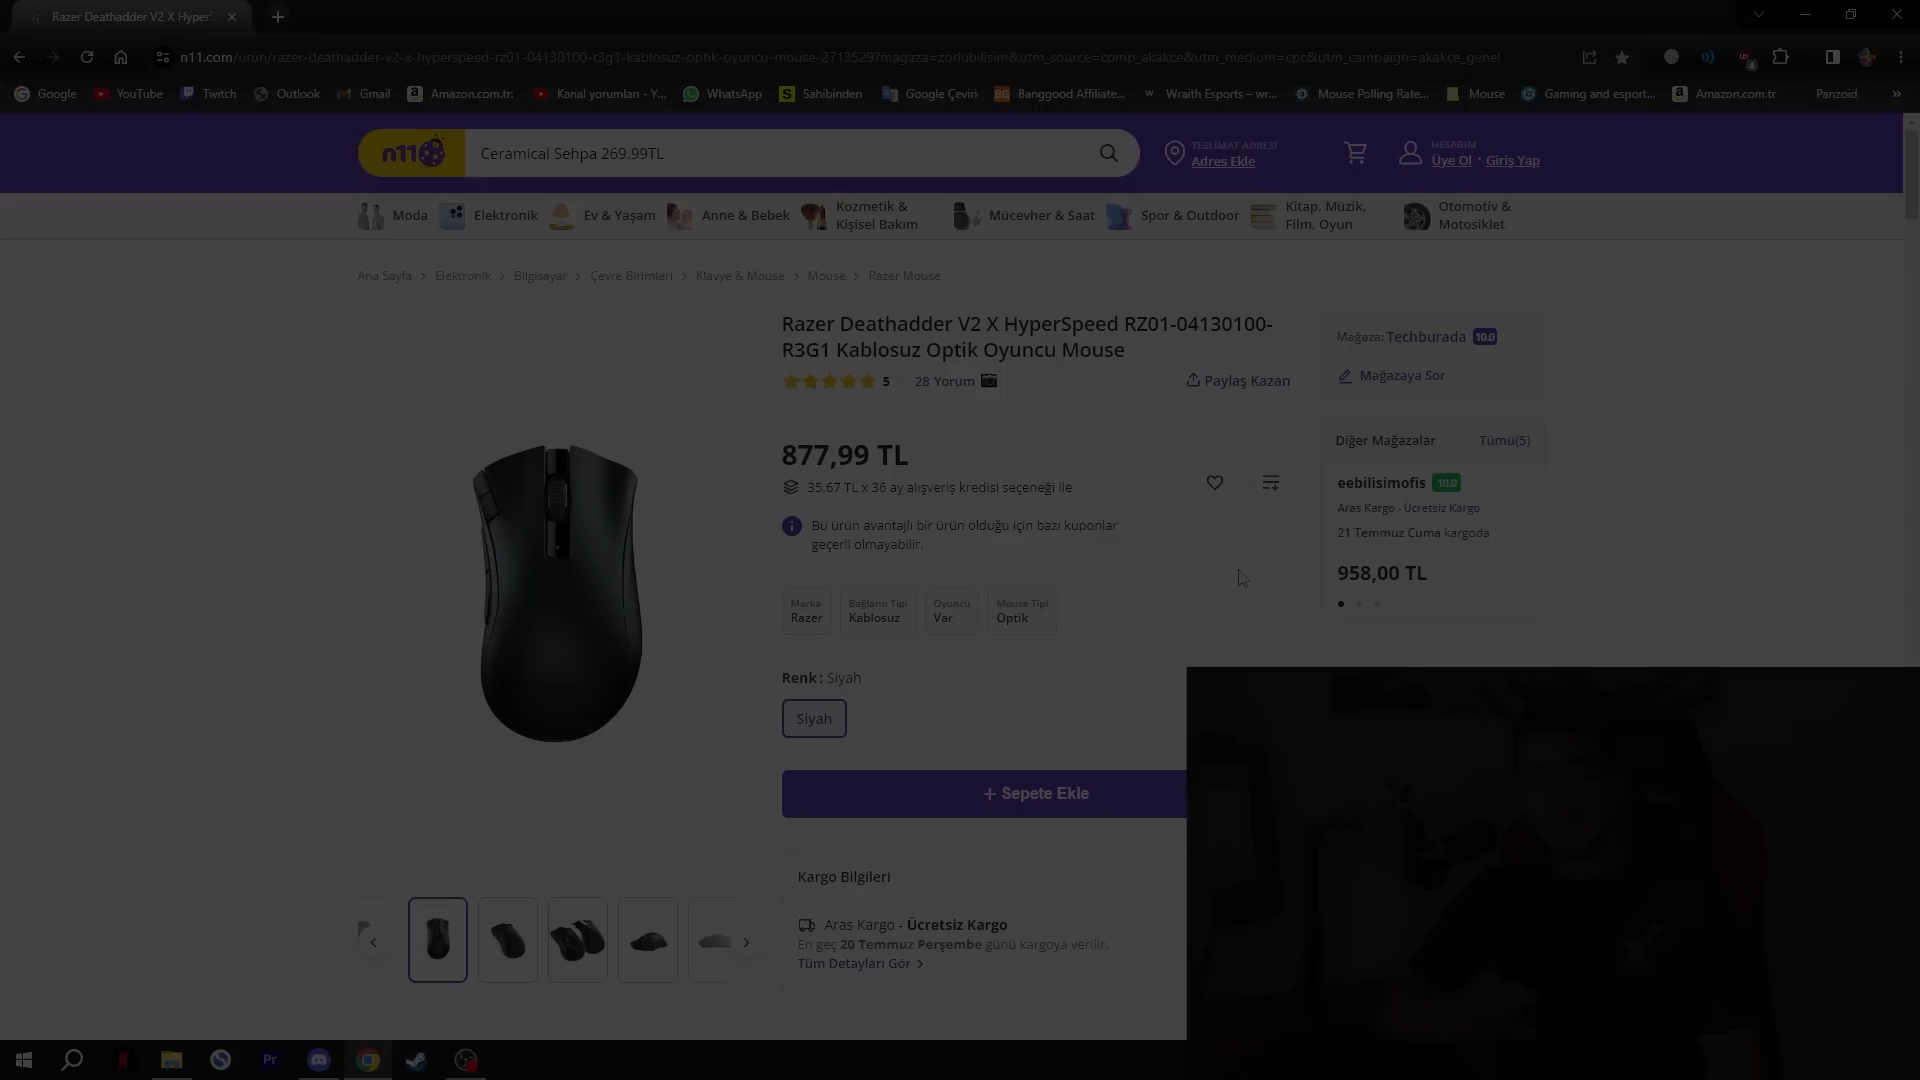 Razer Deathadder V2 X HyperS
n11.com/urun/razer-deathadder-v2-x-hyperspeed-rz01-04130100-r3g1-kablosuz-optik-oyuncu-mouse-2713529?magaza=zorlubilisim&utm_source=comp_akakce&utm_medium=cpc&utm_campaign=akakce_genel
Google YouTube Twitch Outlook Gmail Amazon.com.tr: Kanal yorumları - Y... WhatsApp Sahibinden Google Çeviri Banggood Affiliate... Wraith Esports – wr... Mouse Polling Rate... Mouse Gaming and esport... Amazon.com.tr Panzoid »
n11 Ceramical Sehpa 269.99TL
TESLİMAT ADRESİ
Adres Ekle
HESABIM
Üye Ol · Giriş Yap
Moda
Elektronik
Ev & Yaşam
Anne & Bebek
Kozmetik &
Kişisel Bakım
Mücevher & Saat
Spor & Outdoor
Kitap, Müzik,
Film, Oyun
Otomotiv &
Motosiklet
Ana Sayfa > Elektronik > Bilgisayar > Çevre Birimleri > Klavye & Mouse > Mouse > Razer Mouse
Razer Deathadder V2 X HyperSpeed RZ01-04130100-
R3G1 Kablosuz Optik Oyuncu Mouse
5 28 Yorum
Paylaş Kazan
877,99 TL
35,67 TL x 36 ay alışveriş kredisi seçeneği ile
Bu ürün avantajlı bir ürün olduğu için bazı kuponlar
geçerli olmayabilir.
Marka
Razer
Bağlantı Tipi
Kablosuz
Oyuncu
Var
Mouse Tipi
Optik
Renk: Siyah
Siyah
+ Sepete Ekle
Kargo Bilgileri
Aras Kargo - Ücretsiz Kargo
En geç 20 Temmuz Perşembe günü kargoya verilir.
Tüm Detayları Gör >
Mağaza: Techburada 10.0
Mağazaya Sor
Diğer Mağazalar Tümü(5)
eebilisimofis 10.0
Aras Kargo - Ücretsiz Kargo
21 Temmuz Cuma kargoda
958,00 TL
Pr